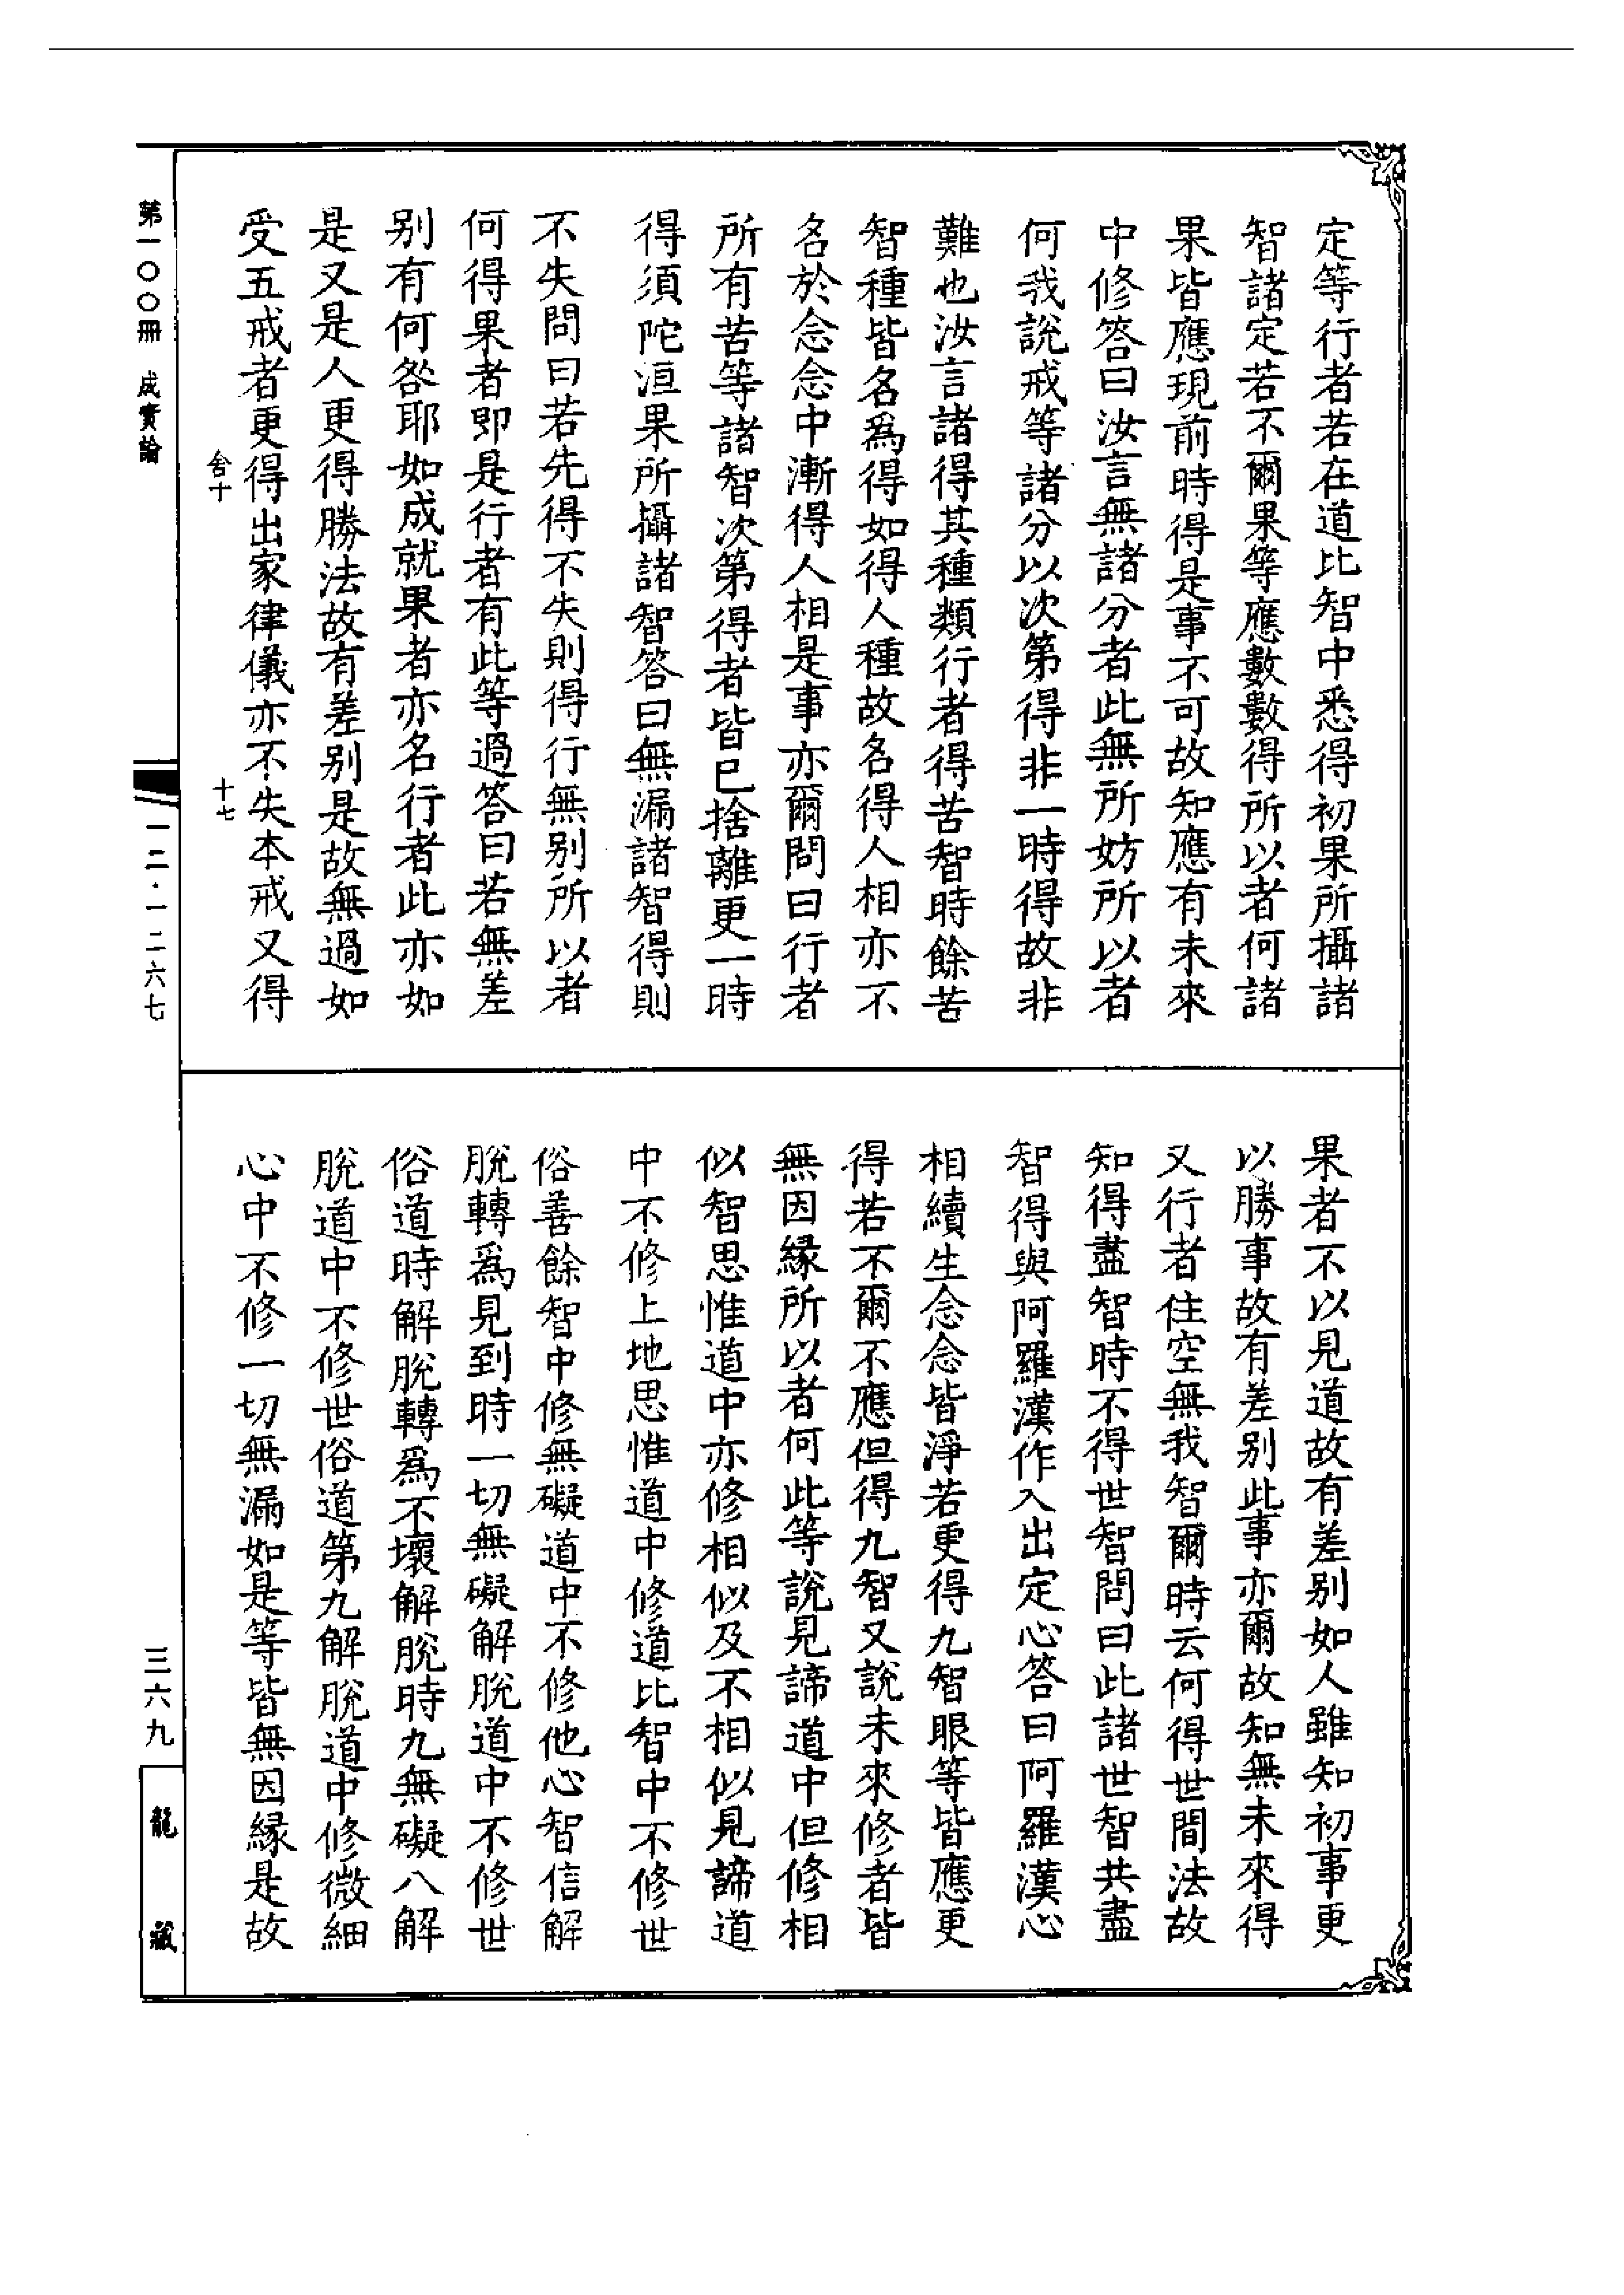 定等行者若在道比智中悉得初果所攝諸
智諸定若不爾果等應數數得所以者何諸
果皆應現前時得是事不可故知應有未來
中修答曰汝言無諸分者此無所妨所以者
何我說戒等諸分以次第得非一時得故非
難也汝言諸得其種類行者得苦智時餘苦
智種皆名爲得如得人種故名得人相亦不
名於念念中漸得人相是事亦爾問曰行者
所有苦等諸智次第得者皆已捨離更一時
得須陀洹果所攝諸智答曰無漏諸智得則
不失問曰若先得不失則得行無别所以者
何得果者即是行者有此等過答曰若無差
别有何咎耶如成就果者亦名行者此亦如
是又是人更得勝法故有差别是故無過如
受五戒者更得出家律儀亦不失本戒又得
果者不以見道故有差别如人雖知初事更
以勝事故有差别此事亦爾故知無未來得
又行者住空無我智爾時云何得世間法故
知得盡智時不得世智問曰此諸世智共盡
智得與阿羅漢作入出定心答曰阿羅漢心
相續生念念皆淨若更得九智眼等皆應更
得若不爾不應但得九智又說未來修者皆
無因緣所以者何此等說見諦道中但修相
似智思惟道中亦修相似及不相似見諦道
中不修上地思惟道中修道比智中不修世
俗善餘智中修無礙道中不修他心智信解
脫轉爲見到時一切無礙解脫道中不修世
俗道時解脫轉爲不壞解脫時九無礙八解
脫道中不修世俗道第九解脫道中修微細
心中不修一切無漏如是等皆無因緣是故
舍十
十七
第一〇〇冊 成實論
一二·一二六七
三六九
龍藏